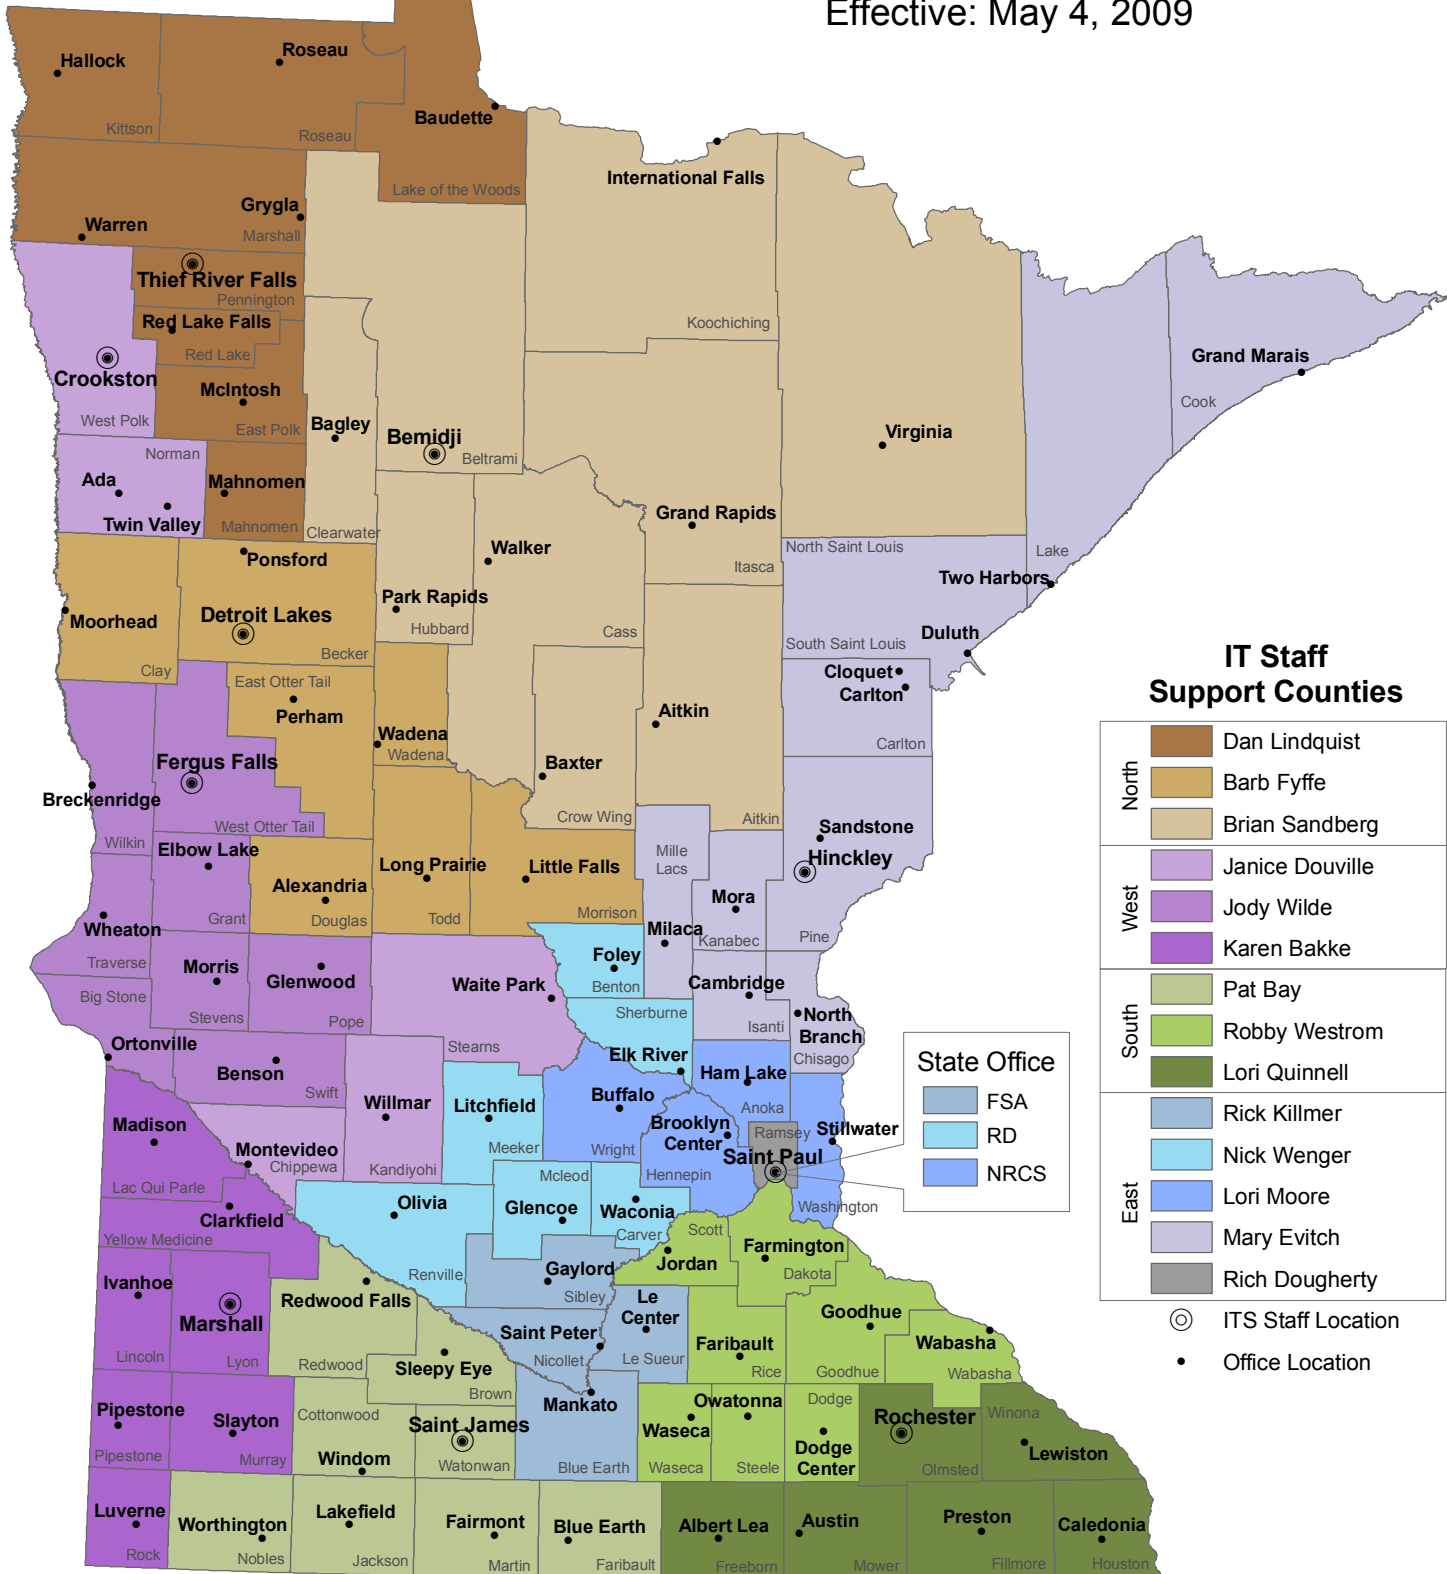 Effective: May 4, 2009
Hallock
Kittson
Roseau
Roseau
Baudette
Lake of the Woods
International Falls
Koochiching
Warren
Grygla
Marshall
Thief River Falls
Pennington
Red Lake Falls
Red Lake
Crookston
West Polk
McIntosh
East Polk
Bagley
Clearwater
Bemidji
Beltrami
Virginia
North Saint Louis
Grand Marais
Cook
Lake
Two Harbors
Norman
Ada
Twin Valley
Mahnomen
Mahnomen
Grand Rapids
Itasca
Walker
Cass
Park Rapids
Hubbard
Ponsford
Detroit Lakes
Becker
Moorhead
Clay
South Saint Louis
Duluth
Cloquet
Carlton
Carlton
East Otter Tail
Perham
Wadena
Wadena
Aitkin
Aitkin
Baxter
Crow Wing
Fergus Falls
West Otter Tail
Breckenridge
Wilkin
Elbow Lake
Grant
Alexandria
Douglas
Long Prairie
Todd
Little Falls
Morrison
Mille
Lacs
Milaca
Mora
Kanabec
Sandstone
Hinckley
Pine
Wheaton
Traverse
Big Stone
Ortonville
Morris
Stevens
Glenwood
Pope
Waite Park
Stearns
Foley
Benton
Sherburne
Elk River
Cambridge
Isanti
North
Branch
Chisago
Benson
Swift
Willmar
Kandiyohi
Litchfield
Meeker
Buffalo
Wright
Ham Lake
Anoka
Brooklyn
Center
Hennepin
Ramsey
Saint Paul
Stillwater
Washington
Madison
Lac Qui Parle
Montevideo
Chippewa
Clarkfield
Yellow Medicine
Olivia
Renville
Mcleod
Glencoe
Waconia
Carver
Scott
Jordan
Farmington
Dakota
Ivanhoe
Lincoln
Marshall
Lyon
Redwood Falls
Redwood
Gaylord
Sibley
Saint Peter
Nicollet
Le
Center
Le Sueur
Faribault
Rice
Goodhue
Goodhue
Wabasha
Wabasha
Sleepy Eye
Brown
Mankato
Blue Earth
Pipestone
Pipestone
Slayton
Murray
Cottonwood
Windom
Saint James
Watonwan
Waseca
Waseca
Owatonna
Steele
Dodge
Dodge
Center
Rochester
Olmsted
Winona
Lewiston
Luverne
Rock
Worthington
Nobles
Lakefield
Jackson
Fairmont
Martin
Blue Earth
Faribault
Albert Lea
Freeborn
Austin
Mower
Preston
Fillmore
Caledonia
Houston
State Office
FSA
RD
NRCS
IT Staff
Support Counties
North
Dan Lindquist
Barb Fyffe
Brian Sandberg
West
Janice Douville
Jody Wilde
Karen Bakke
South
Pat Bay
Robby Westrom
Lori Quinnell
East
Rick Killmer
Nick Wenger
Lori Moore
Mary Evitch
Rich Dougherty
ITS Staff Location
Office Location